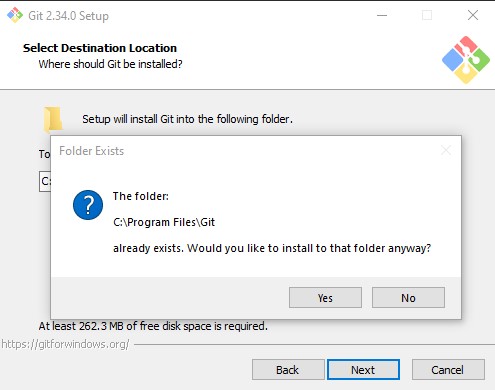 Git 2.34.0 Setup
Select Destination Location
Where should Git be installed?
Setup will install Git into the following folder.
To
C:
Folder Exists
The folder:
C:\Program Files\Git
already exists. Would you like to install to that folder anyway?
Yes No
At least 262.3 MB of free disk space is required.
https://gitforwindows.org/
Back Next Cancel